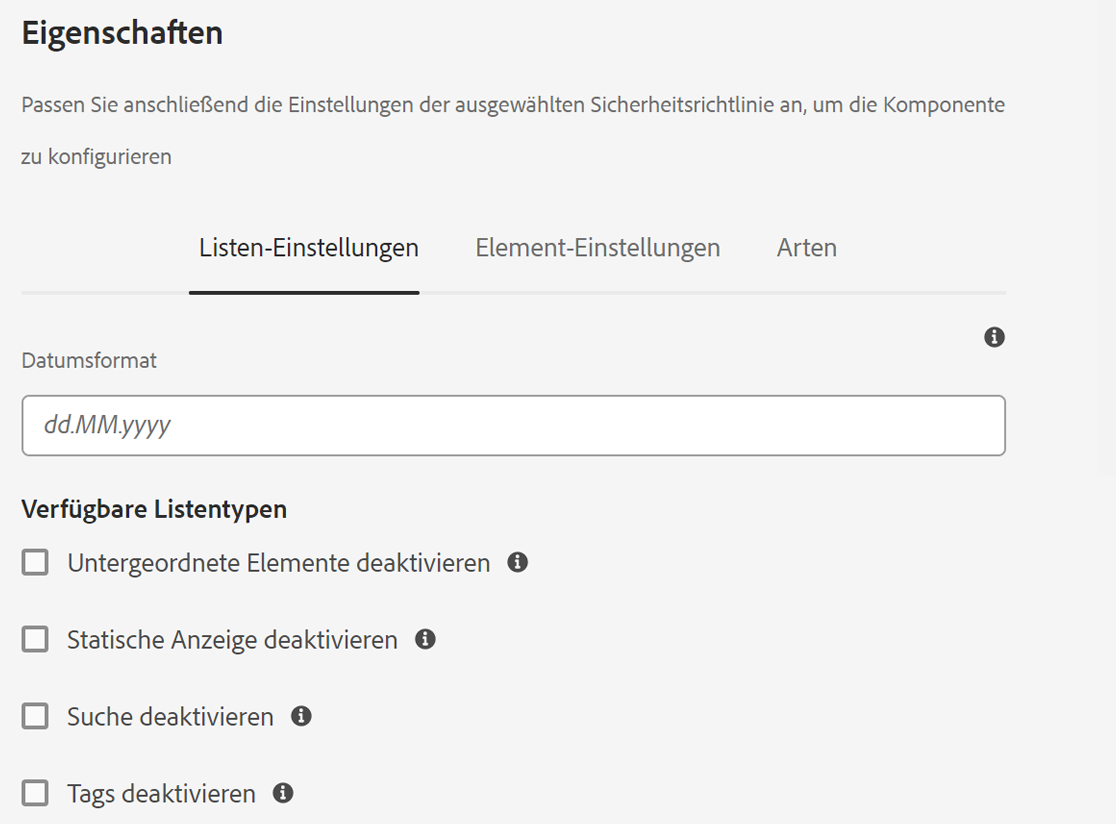 Eigenschaften
Passen Sie anschließend die Einstellungen der ausgewählten Sicherheitsrichtlinie an, um die Komponente
zu konfigurieren
Listen-Einstellungen Element-Einstellungen Arten
Datumsformat
dd.MM.yyyy
Verfügbare Listentypen
Untergeordnete Elemente deaktivieren
Statische Anzeige deaktivieren
Suche deaktivieren
Tags deaktivieren